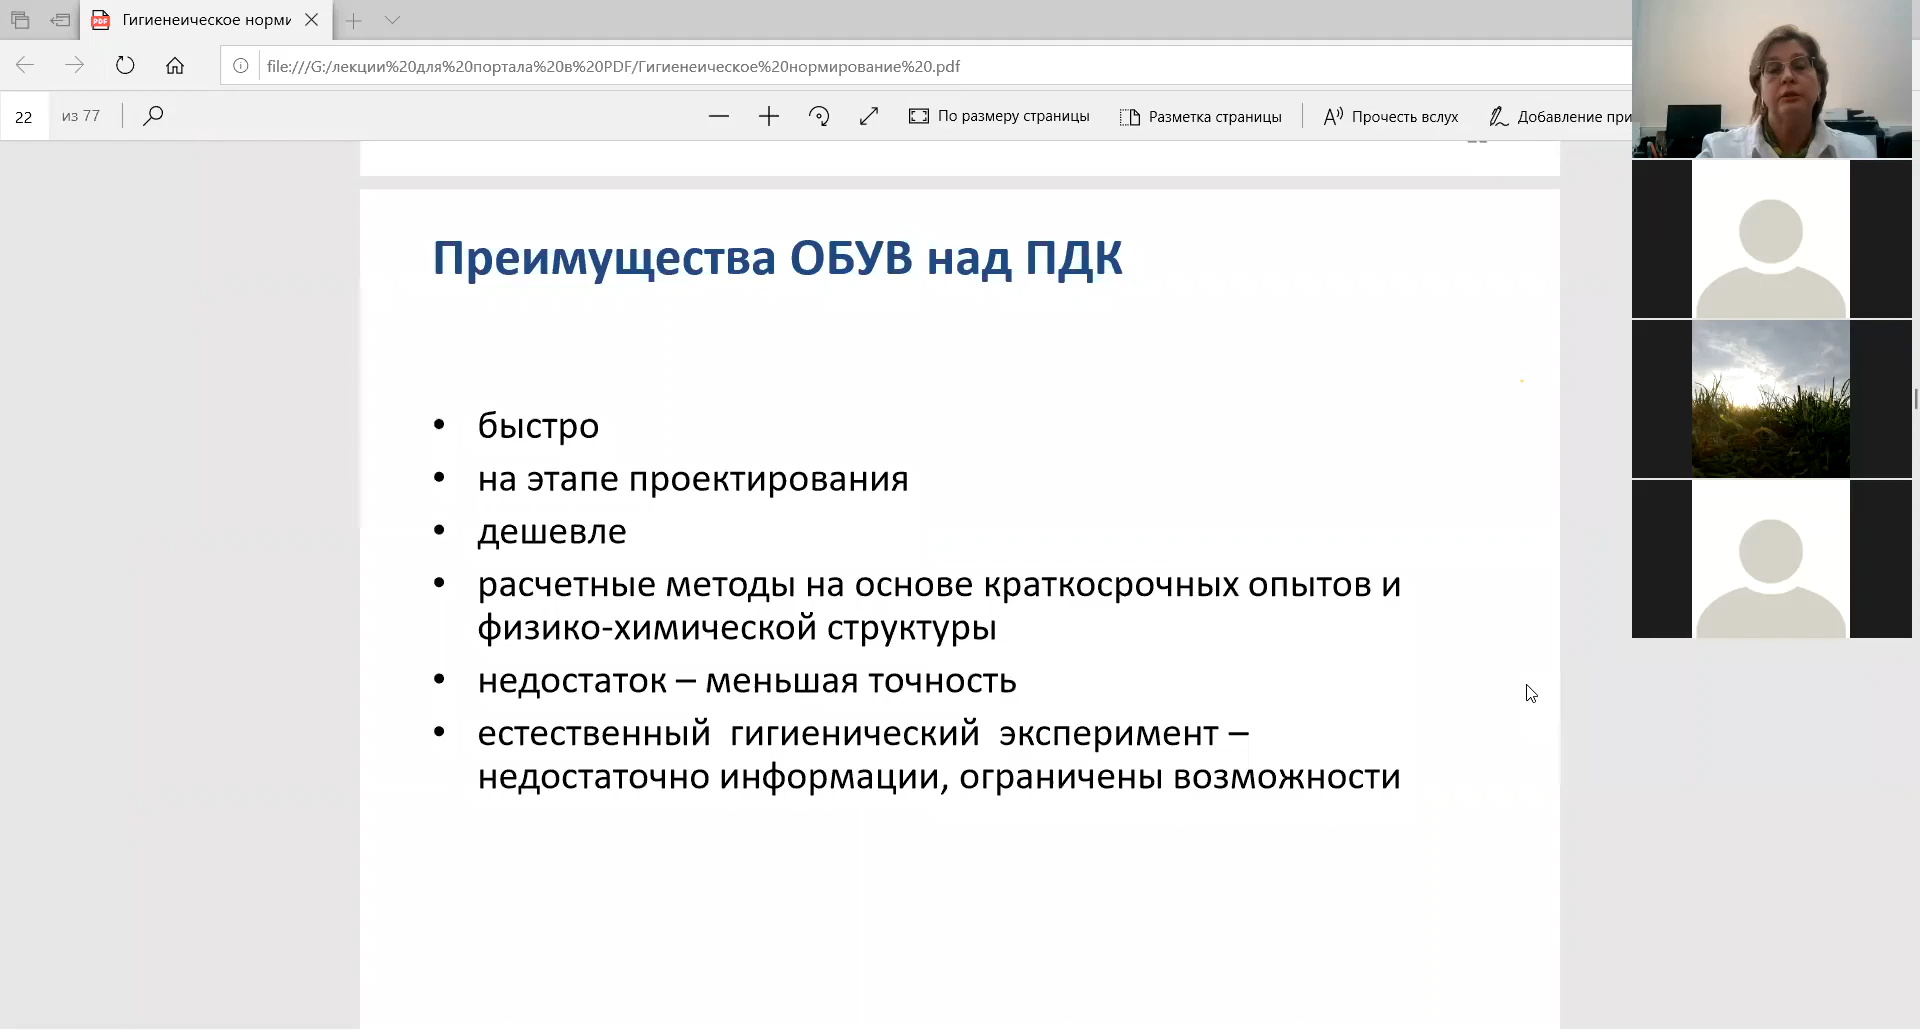 Гигиенеическое норми
file:///G:/лекции%20для%20портала%20в%20PDF/Гигиенеическое%20нормирование%20.pdf
22 из 77
По размеру страницы
Разметка страницы
Прочесть вслух
Добавление при
Преимущества ОБУВ над ПДК
• быстро
• на этапе проектирования
• дешевле
• расчетные методы на основе краткосрочных опытов и
физико-химической структуры
• недостаток – меньшая точность
• естественный гигиенический эксперимент –
недостаточно информации, ограничены возможности